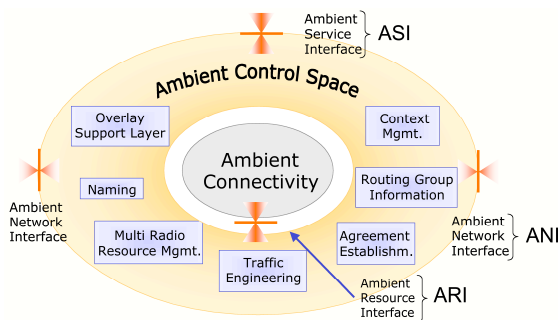 Ambient
Service
Interface
ASI
Ambient Control Space
Overlay
Support Layer
Context
Mgmt.
Ambient
Connectivity
Naming
Routing Group
Information
Ambient
Network
Interface
Multi Radio
Resource Mgmt.
Agreement
Establishm.
Ambient
Network
Interface
ANI
Traffic
Engineering
Ambient
Resource
Interface
ARI